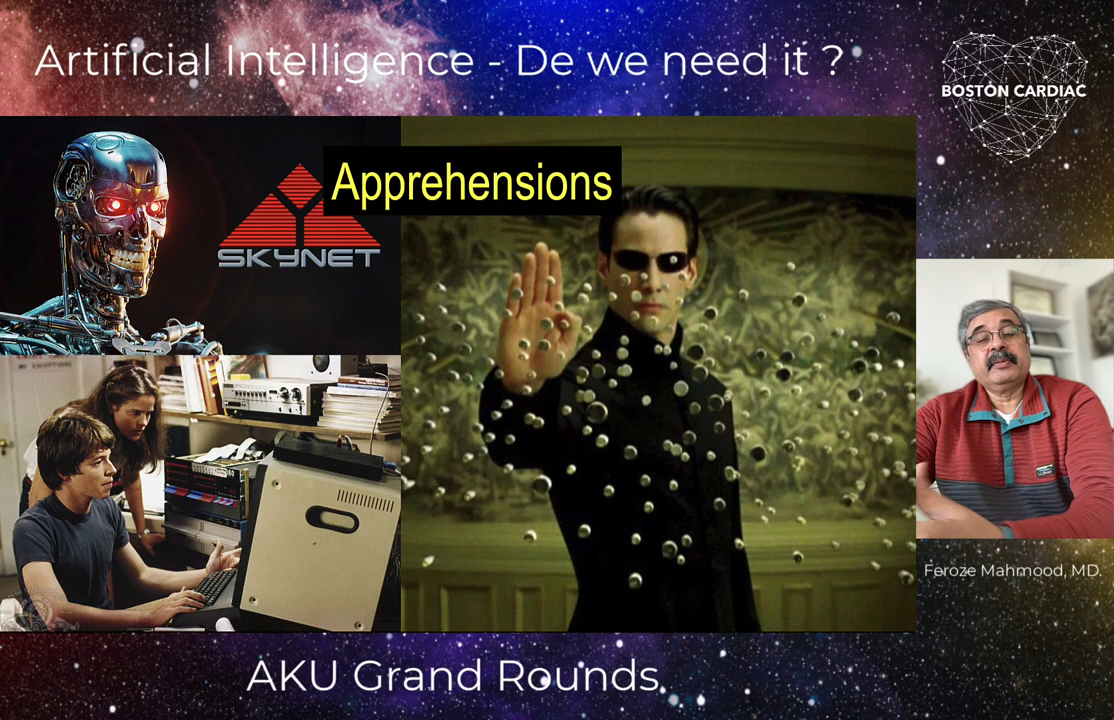 Artificial Intelligence - De we need it ?
BOSTON CARDIAC
Apprehensions
SKYNET
Feroze Mahmood, MD.
AKU Grand Rounds